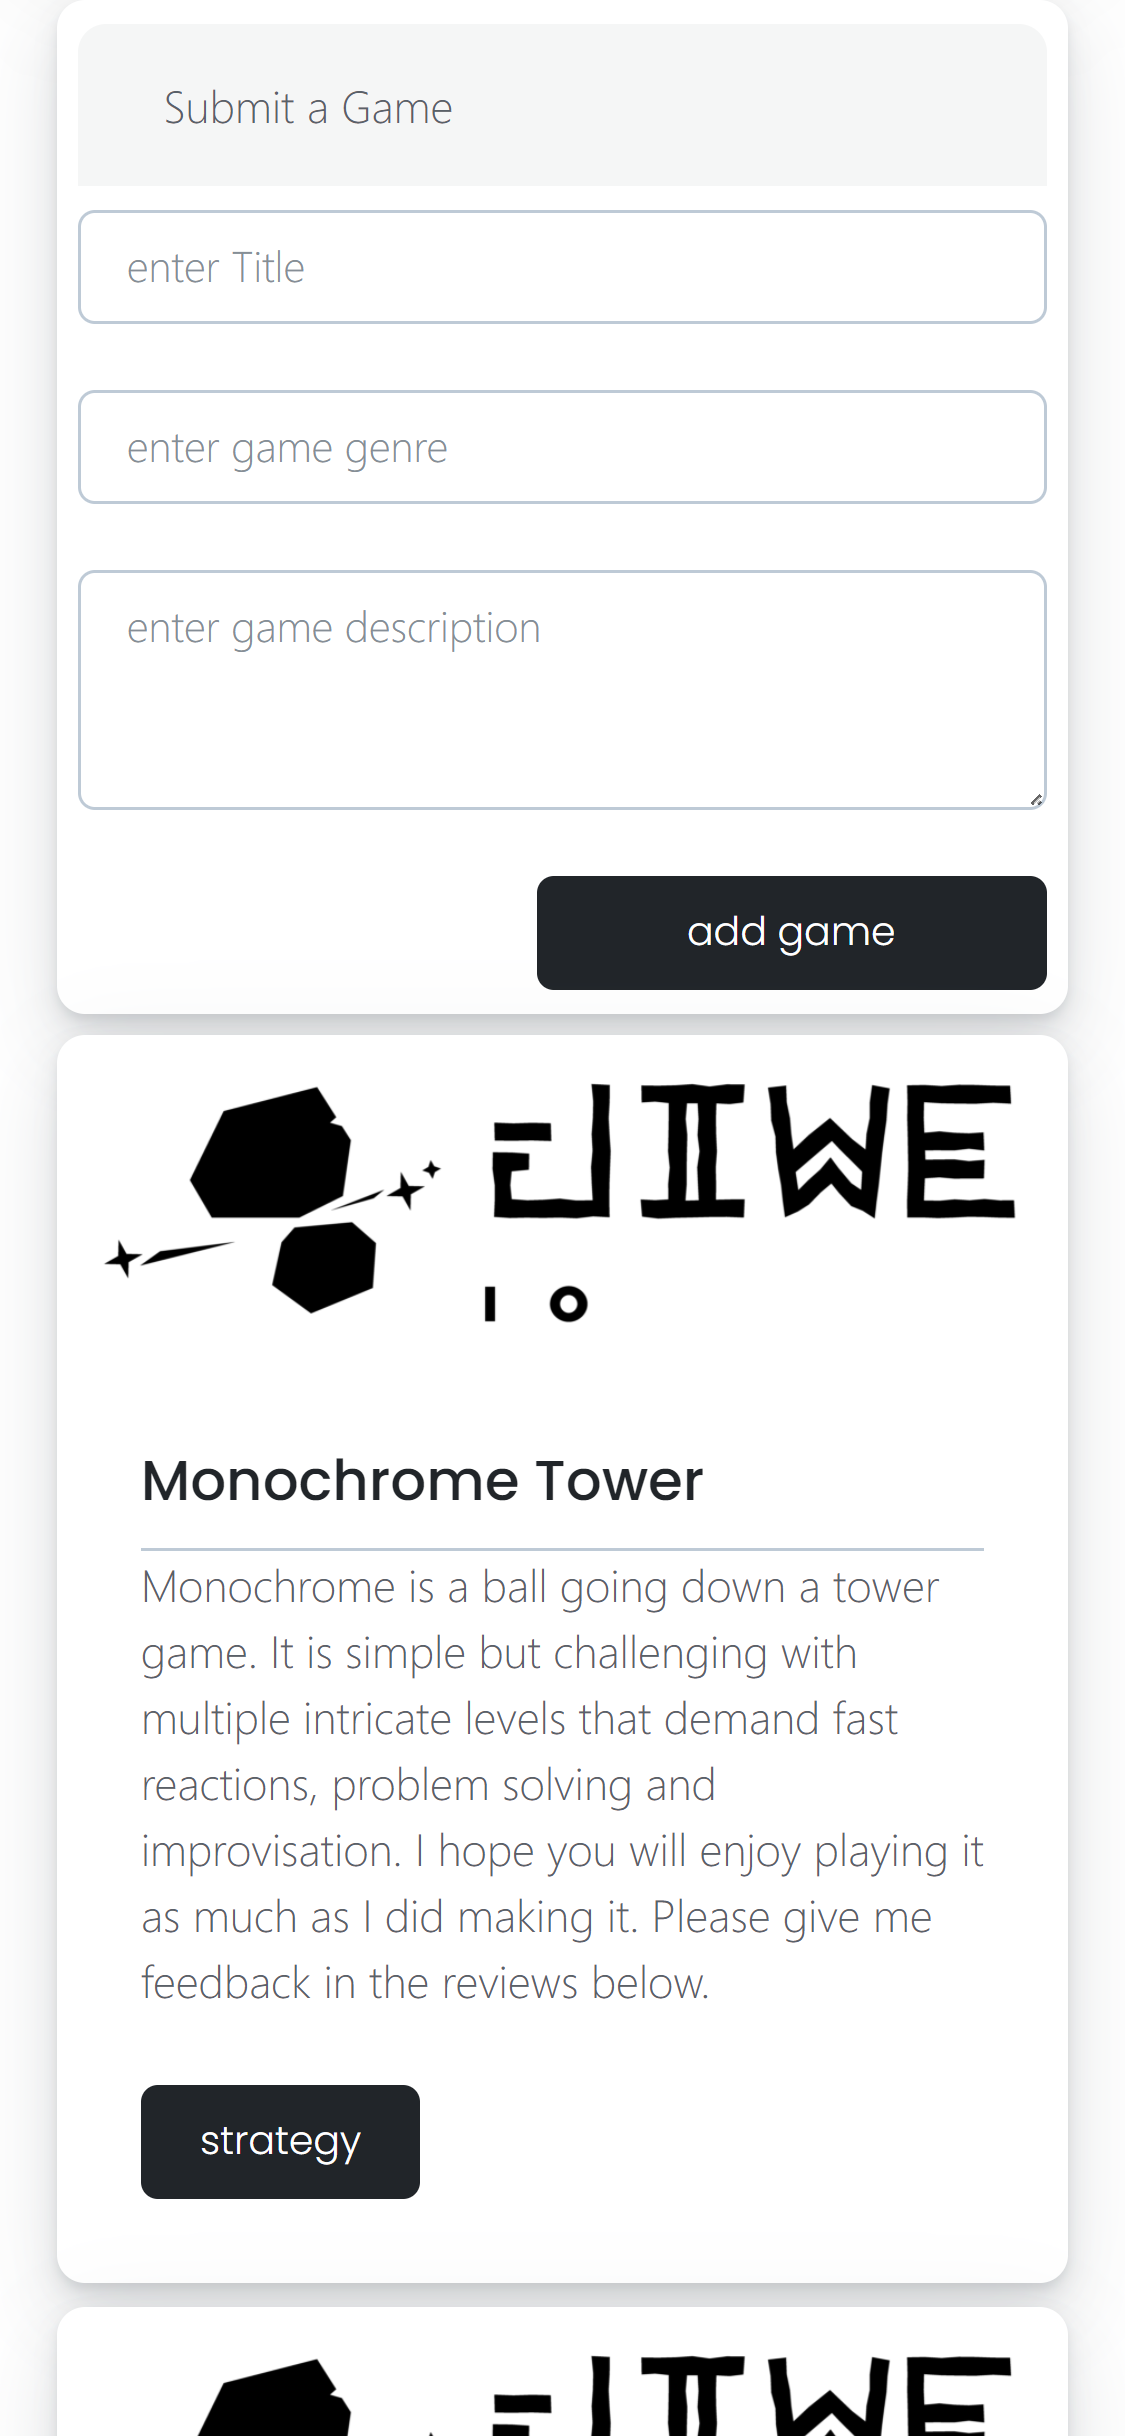 Submit a Game
enter Title
enter game genre
enter game description
add game
JIWE
IO
Monochrome Tower
Monochrome is a ball going down a tower
game. It is simple but challenging with
multiple intricate levels that demand fast
reactions, problem solving and
improvisation. I hope you will enjoy playing it
as much as I did making it. Please give me
feedback in the reviews below.
strategy
JIWE